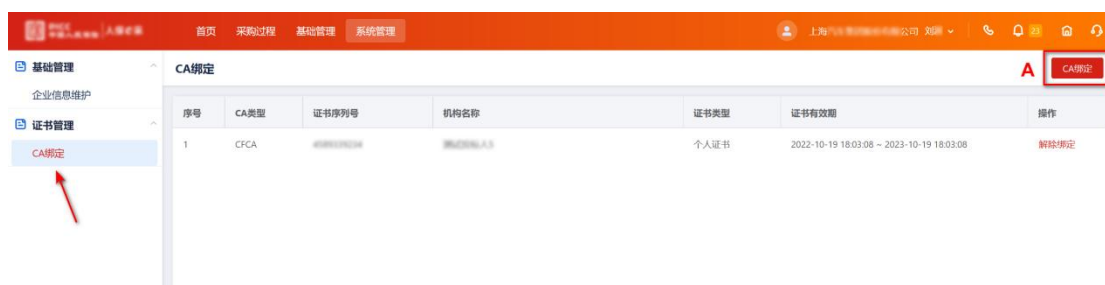 首页 采购过程 基础管理 系统管理 上海 公司 刘 23
基础管理 CA绑定 A CA绑定
企业信息维护
序号 CA类型 证书序列号 机构名称 证书类型 证书有效期 操作
证书管理
1 CFCA 个人证书 2022-10-19 18:03:08 ~ 2023-10-19 18:03:08 解除绑定
CA绑定